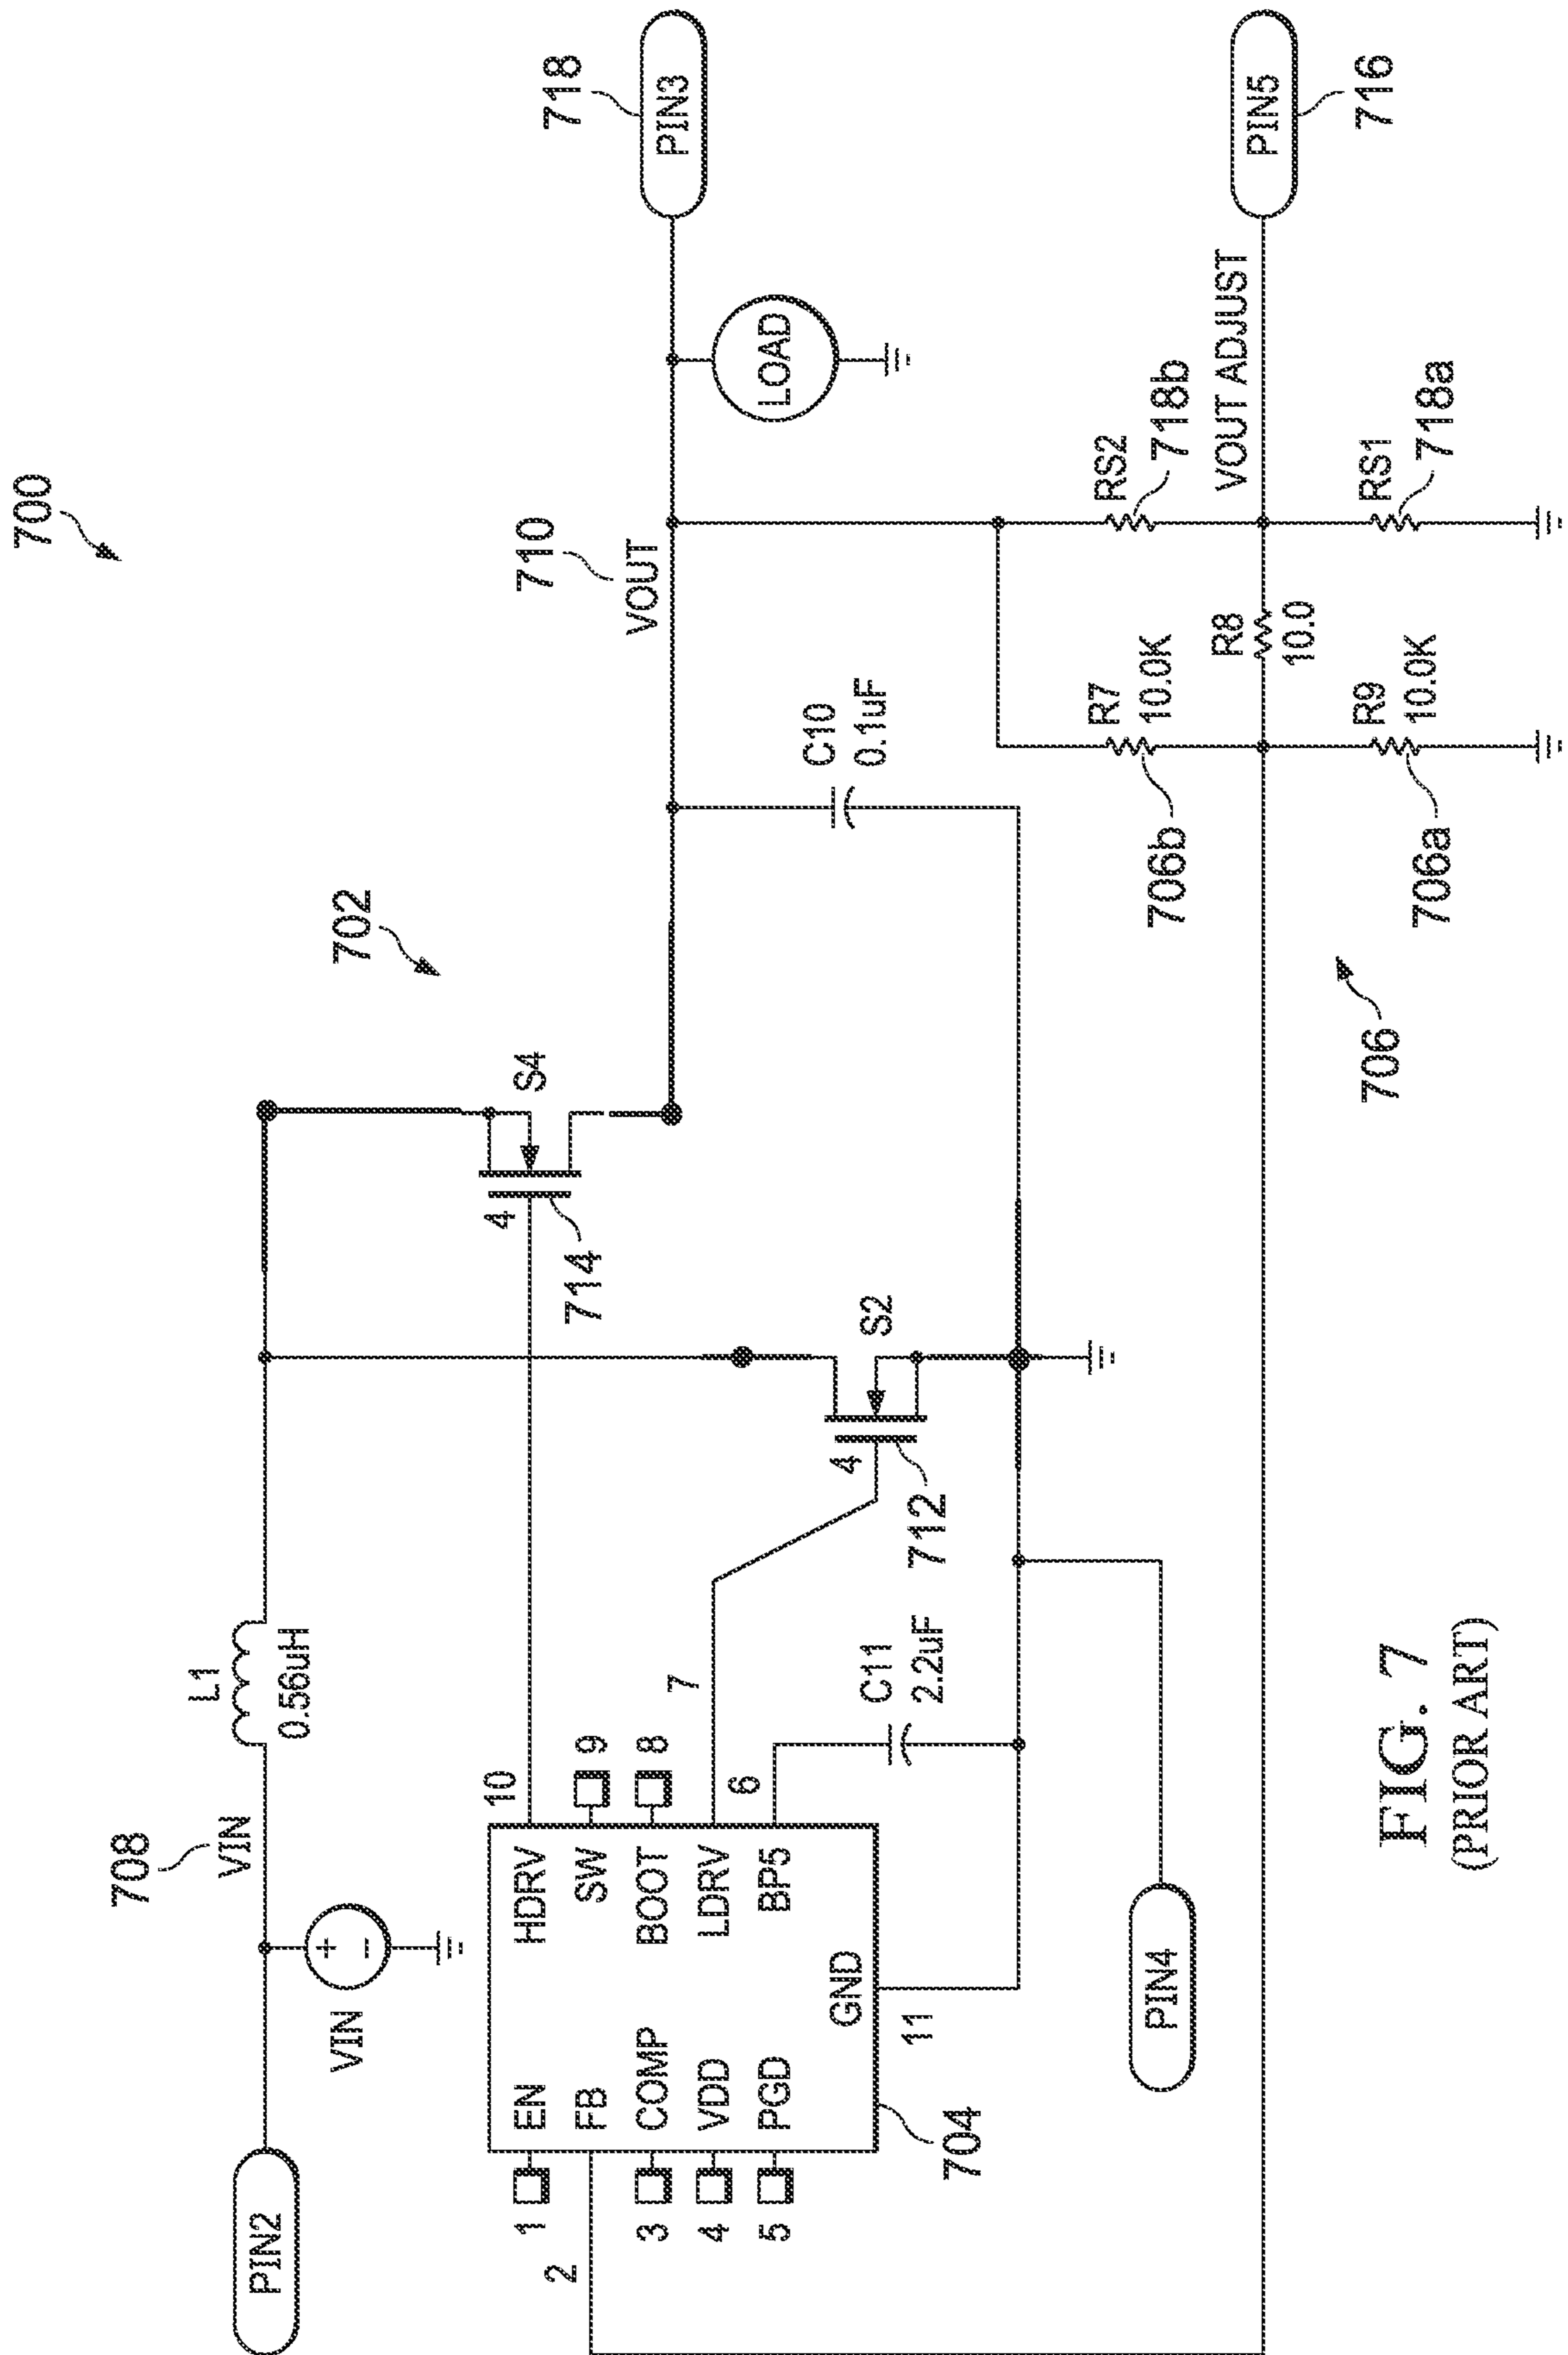 700
PIN2
VIN
708
VIN
L1
0.56uH
702
S4
4
714
710
VOUT
718
PIN3
LOAD
1
EN
2
FB
3
COMP
4
VDD
5
PGD
GND
11
704
HDRV
10
SW
9
BOOT
8
LDRV
7
BP5
6
C11
2.2uF
4
S2
712
C10
0.1uF
PIN4
706
R7
10.0K
706b
R9
10.0K
706a
R8
10.0
RS2
718b
RS1
718a
VOUT ADJUST
PIN5
716
FIG. 7
(PRIOR ART)